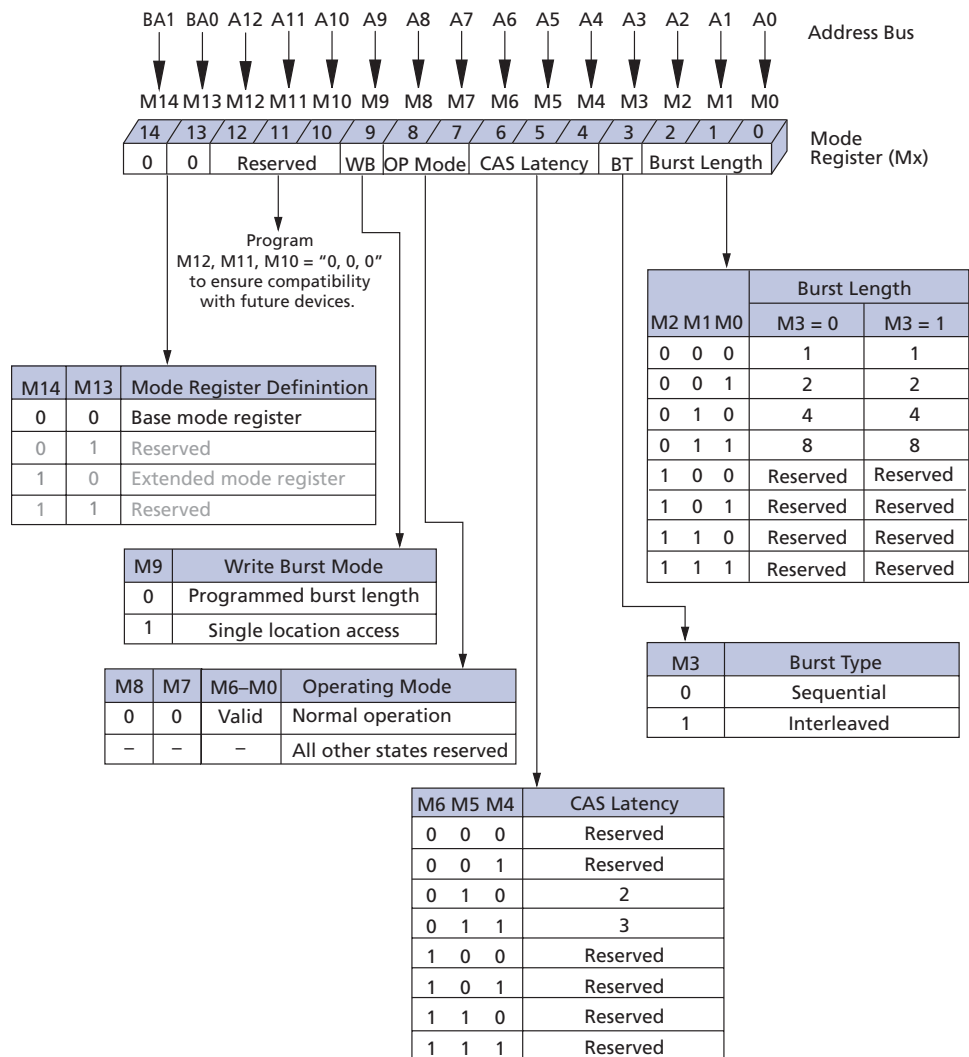 BA1 BA0 A12 A11 A10 A9 A8 A7 A6 A5 A4 A3 A2 A1 A0
Address Bus
M14 M13 M12 M11 M10 M9 M8 M7 M6 M5 M4 M3 M2 M1 M0
14 13 12 11 10 9 8 7 6 5 4 3 2 1 0
Mode
Register (Mx)
0 0 Reserved WB OP Mode CAS Latency BT Burst Length
Program
M12, M11, M10 = “0, 0, 0”
to ensure compatibility
with future devices.
Burst Length
M2 M1 M0 M3 = 0 M3 = 1
0 0 0 1 1
0 0 1 2 2
0 1 0 4 4
0 1 1 8 8
1 0 0 Reserved Reserved
1 0 1 Reserved Reserved
1 1 0 Reserved Reserved
1 1 1 Reserved Reserved
M14 M13 Mode Register Definintion
0 0 Base mode register
0 1 Reserved
1 0 Extended mode register
1 1 Reserved
M9 Write Burst Mode
0 Programmed burst length
1 Single location access
M3 Burst Type
0 Sequential
1 Interleaved
M8 M7 M6–M0 Operating Mode
0 0 Valid Normal operation
– – – All other states reserved
M6 M5 M4 CAS Latency
0 0 0 Reserved
0 0 1 Reserved
0 1 0 2
0 1 1 3
1 0 0 Reserved
1 0 1 Reserved
1 1 0 Reserved
1 1 1 Reserved